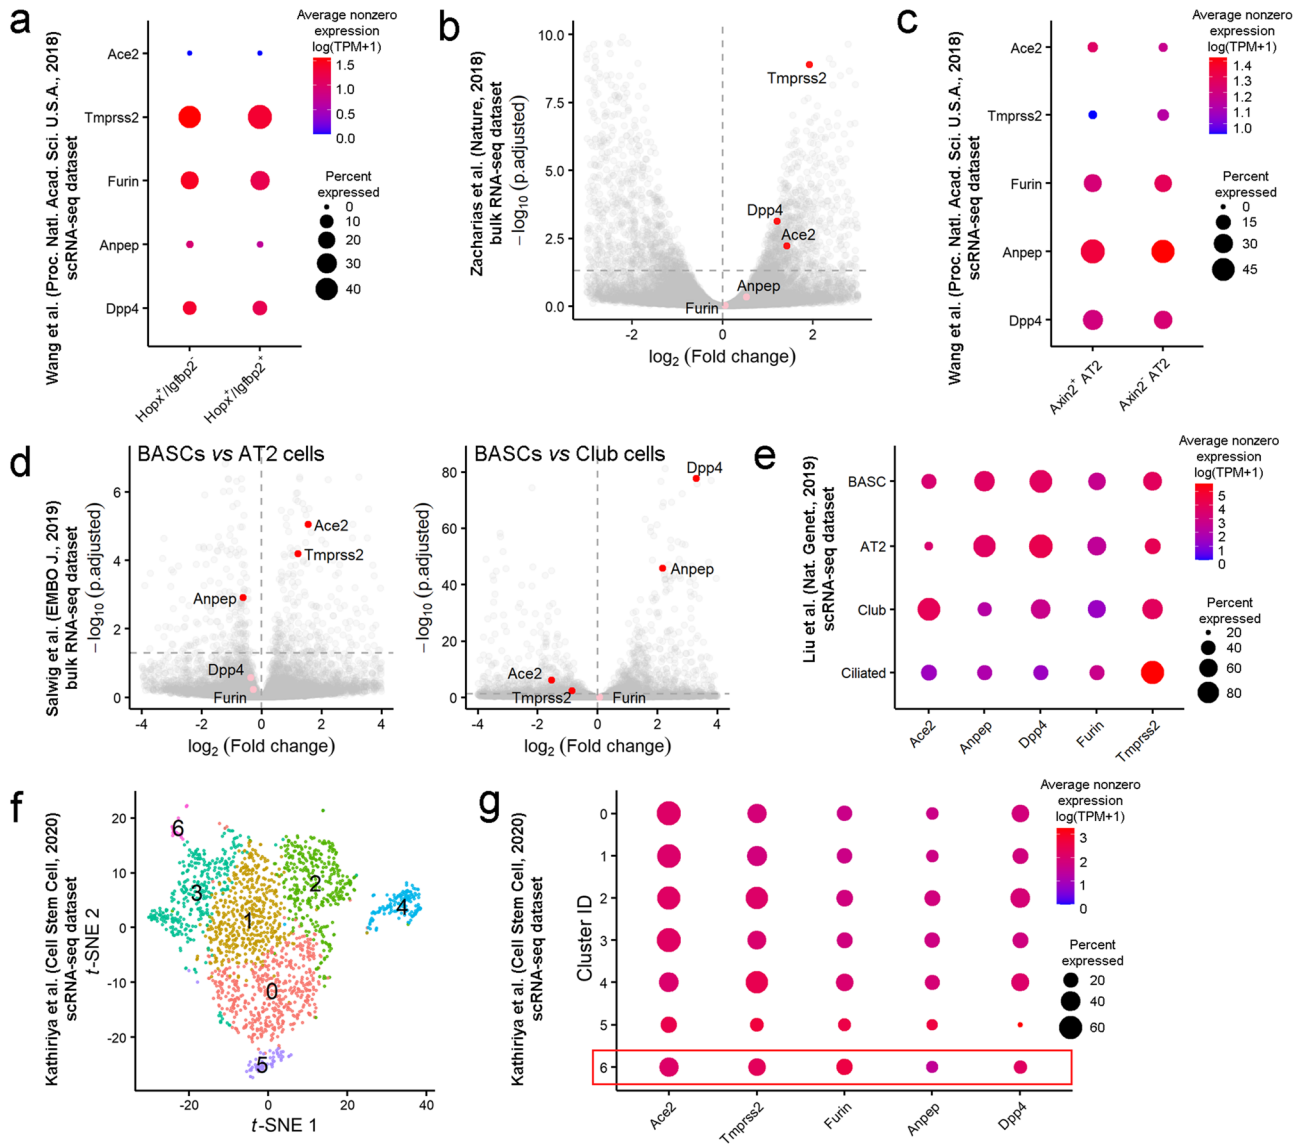 a
Wang et al. (Proc. Natl. Acad. Sci. U.S.A., 2018)
scRNA-seq dataset
Ace2
Tmprss2
Furin
Anpep
Dpp4
Hopx+/Igfbp2-
Hopx+/Igfbp2+
Average nonzero
expression
log(TPM+1)
1.5
1.0
0.5
0.0
Percent
expressed
0
10
20
30
40
b
Zacharias et al. (Nature, 2018)
bulk RNA-seq dataset
−log10 (p.adjusted)
10.0
7.5
5.0
2.5
0.0
Tmprss2
Dpp4
Ace2
Anpep
Furin
-2
0
2
log2 (Fold change)
c
Wang et al. (Proc. Natl. Acad. Sci. U.S.A., 2018)
scRNA-seq dataset
Ace2
Tmprss2
Furin
Anpep
Dpp4
Axin2+ AT2
Axin2- AT2
Average nonzero
expression
log(TPM+1)
1.4
1.3
1.2
1.1
1.0
Percent
expressed
0
15
30
45
d
Salwig et al. (EMBO J., 2019)
bulk RNA-seq dataset
−log10 (p.adjusted)
BASCs vs AT2 cells
6
4
2
0
Ace2
Tmprss2
Anpep
Dpp4
Furin
-4
-2
0
2
4
log2 (Fold change)
−log10 (p.adjusted)
BASCs vs Club cells
80
60
40
20
0
Dpp4
Anpep
Ace2
Tmprss2
Furin
-4
-2
0
2
4
log2 (Fold change)
e
Liu et al. (Nat. Genet., 2019)
scRNA-seq dataset
BASC
AT2
Club
Ciliated
Ace2
Anpep
Dpp4
Furin
Tmprss2
Average nonzero
expression
log(TPM+1)
5
4
3
2
1
0
Percent
expressed
20
40
60
80
f
Kathiriya et al. (Cell Stem Cell, 2020)
scRNA-seq dataset
t-SNE 2
20
10
0
-10
-20
6
3
1
2
4
0
5
-20
0
20
40
t-SNE 1
g
Kathiriya et al. (Cell Stem Cell, 2020)
scRNA-seq dataset
Cluster ID
0
1
2
3
4
5
6
Ace2
Tmprss2
Furin
Anpep
Dpp4
Average nonzero
expression
log(TPM+1)
3
2
1
0
Percent
expressed
20
40
60